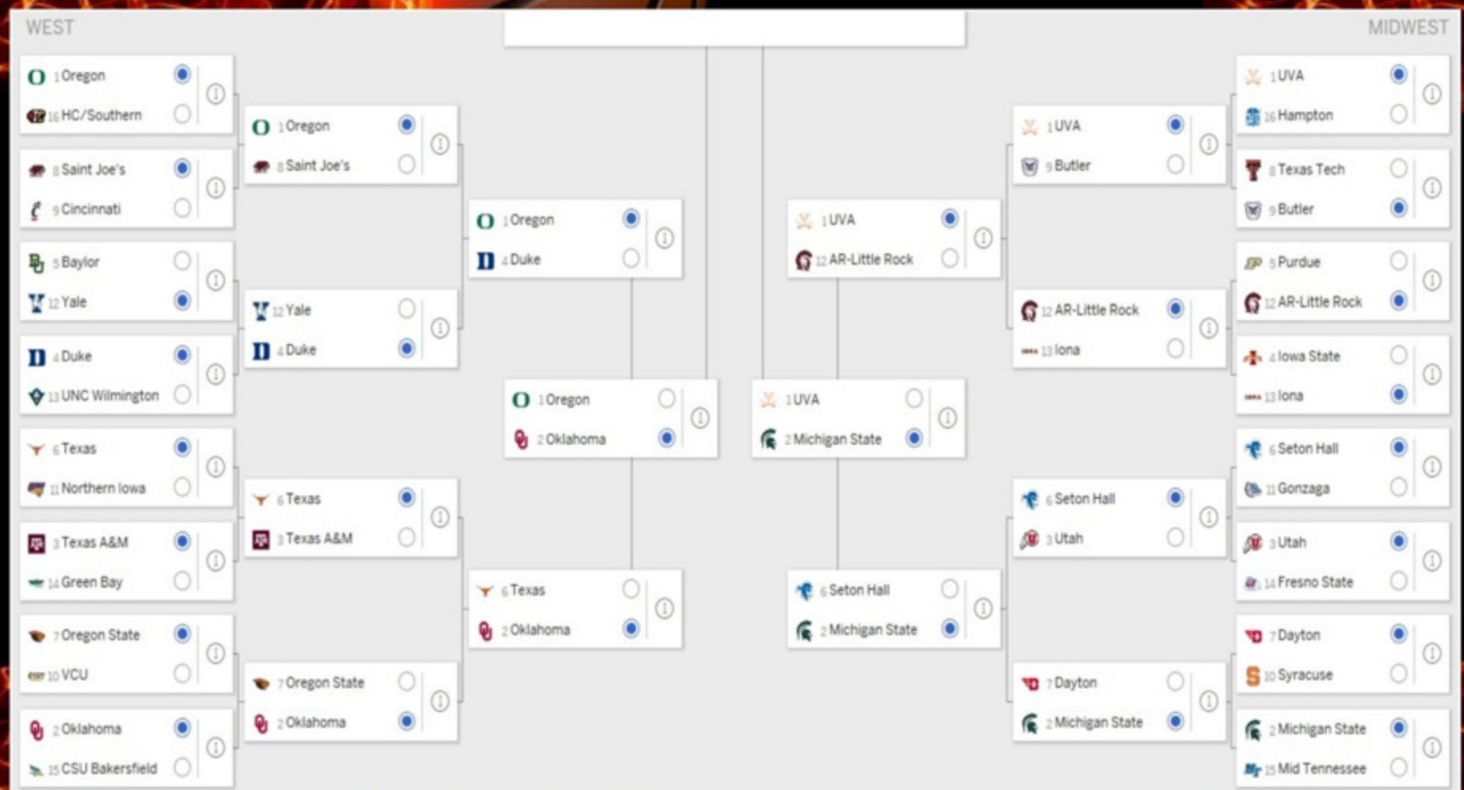 WEST
1 Oregon
16 HC/Southern
8 Saint Joe's
9 Cincinnati
5 Baylor
12 Yale
4 Duke
13 UNC Wilmington
6 Texas
11 Northern Iowa
3 Texas A&M
14 Green Bay
7 Oregon State
10 VCU
2 Oklahoma
15 CSU Bakersfield
1 Oregon
8 Saint Joe's
12 Yale
4 Duke
6 Texas
3 Texas A&M
7 Oregon State
2 Oklahoma
1 Oregon
4 Duke
6 Texas
2 Oklahoma
1 Oregon
2 Oklahoma
MIDWEST
1 UVA
2 Michigan State
1 UVA
12 AR-Little Rock
6 Seton Hall
2 Michigan State
1 UVA
9 Butler
12 AR-Little Rock
13 Iona
6 Seton Hall
3 Utah
7 Dayton
2 Michigan State
1 UVA
16 Hampton
8 Texas Tech
9 Butler
5 Purdue
12 AR-Little Rock
4 Iowa State
13 Iona
6 Seton Hall
11 Gonzaga
3 Utah
14 Fresno State
7 Dayton
10 Syracuse
2 Michigan State
15 Mid Tennessee